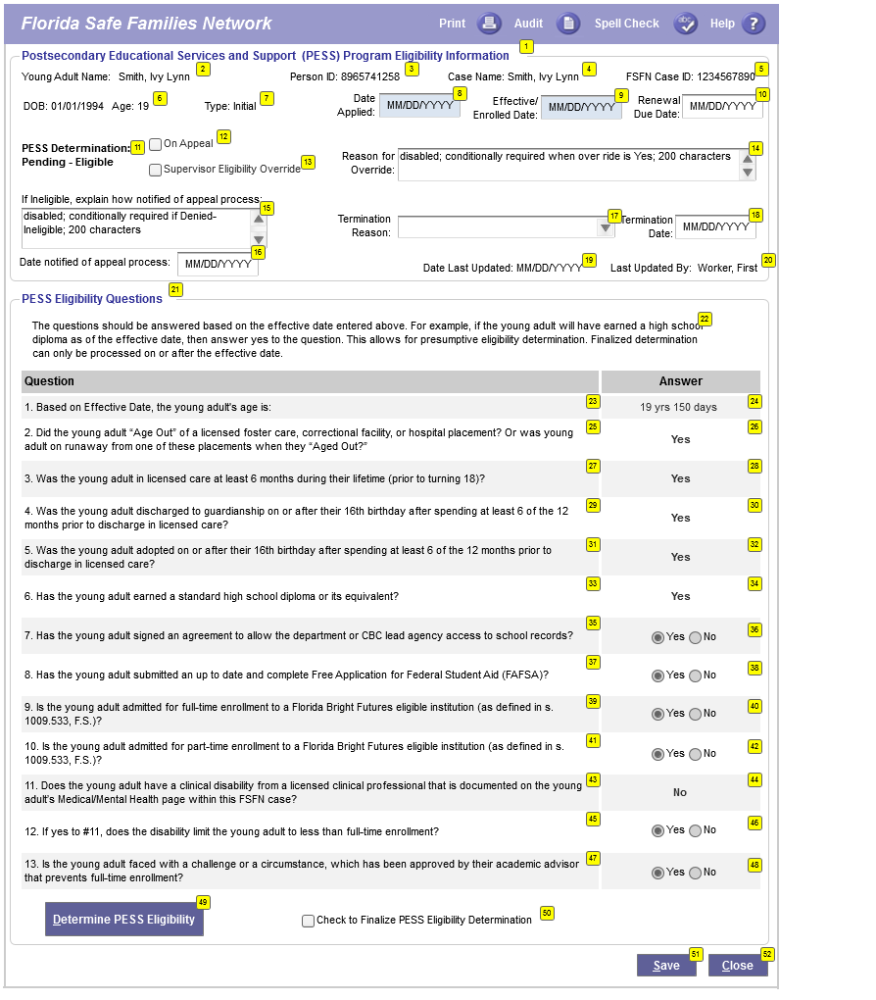 Florida Safe Families Network
Print Audit Spell Check Help ?
Postsecondary Educational Services and Support (PESS) Program Eligibility Information 1
Young Adult Name: Smith, Ivy Lynn 2 Person ID: 8965741258 3 Case Name: Smith, Ivy Lynn 4 FSFN Case ID: 1234567890 5
DOB: 01/01/1994 Age: 19 6 Type: Initial 7 Date Applied: MM/DD/YYYY 8 Effective/ Enrolled Date: MM/DD/YYYY 9 Renewal Due Date: MM/DD/YYYY 10
PESS Determination: 11
Pending - Eligible
On Appeal 12
Supervisor Eligibility Override 13
Reason for Override: disabled; conditionally required when over ride is Yes; 200 characters 14
If Ineligible, explain how notified of appeal process:
disabled; conditionally required if Denied- 15
Ineligible; 200 characters
Termination Reason: 17 Termination Date: MM/DD/YYYY 18
Date notified of appeal process: MM/DD/YYYY 16 Date Last Updated: MM/DD/YYYY 19 Last Updated By: Worker, First 20
PESS Eligibility Questions 21
The questions should be answered based on the effective date entered above. For example, if the young adult will have earned a high school 22
diploma as of the effective date, then answer yes to the question. This allows for presumptive eligibility determination. Finalized determination
can only be processed on or after the effective date.
Question Answer
1. Based on Effective Date, the young adult's age is: 23 19 yrs 150 days 24
2. Did the young adult “Age Out” of a licensed foster care, correctional facility, or hospital placement? Or was young 25
adult on runaway from one of these placements when they “Aged Out?”
Yes 26
3. Was the young adult in licensed care at least 6 months during their lifetime (prior to turning 18)? 27 Yes 28
4. Was the young adult discharged to guardianship on or after their 16th birthday after spending at least 6 of the 12 29
months prior to discharge in licensed care?
Yes 30
5. Was the young adult adopted on or after their 16th birthday after spending at least 6 of the 12 months prior to 31
discharge in licensed care?
Yes 32
6. Has the young adult earned a standard high school diploma or its equivalent? 33 Yes 34
7. Has the young adult signed an agreement to allow the department or CBC lead agency access to school records? 35 Yes No 36
8. Has the young adult submitted an up to date and complete Free Application for Federal Student Aid (FAFSA)? 37 Yes No 38
9. Is the young adult admitted for full-time enrollment to a Florida Bright Futures eligible institution (as defined in s. 39
1009.533, F.S.)?
Yes No 40
10. Is the young adult admitted for part-time enrollment to a Florida Bright Futures eligible institution (as defined in s. 41
1009.533, F.S.)?
Yes No 42
11. Does the young adult have a clinical disability from a licensed clinical professional that is documented on the young 43
adult's Medical/Mental Health page within this FSFN case?
No 44
12. If yes to #11, does the disability limit the young adult to less than full-time enrollment? 45 Yes No 46
13. Is the young adult faced with a challenge or a circumstance, which has been approved by their academic advisor 47
that prevents full-time enrollment?
Yes No 48
Determine PESS Eligibility 49 Check to Finalize PESS Eligibility Determination 50
Save 51 Close 52